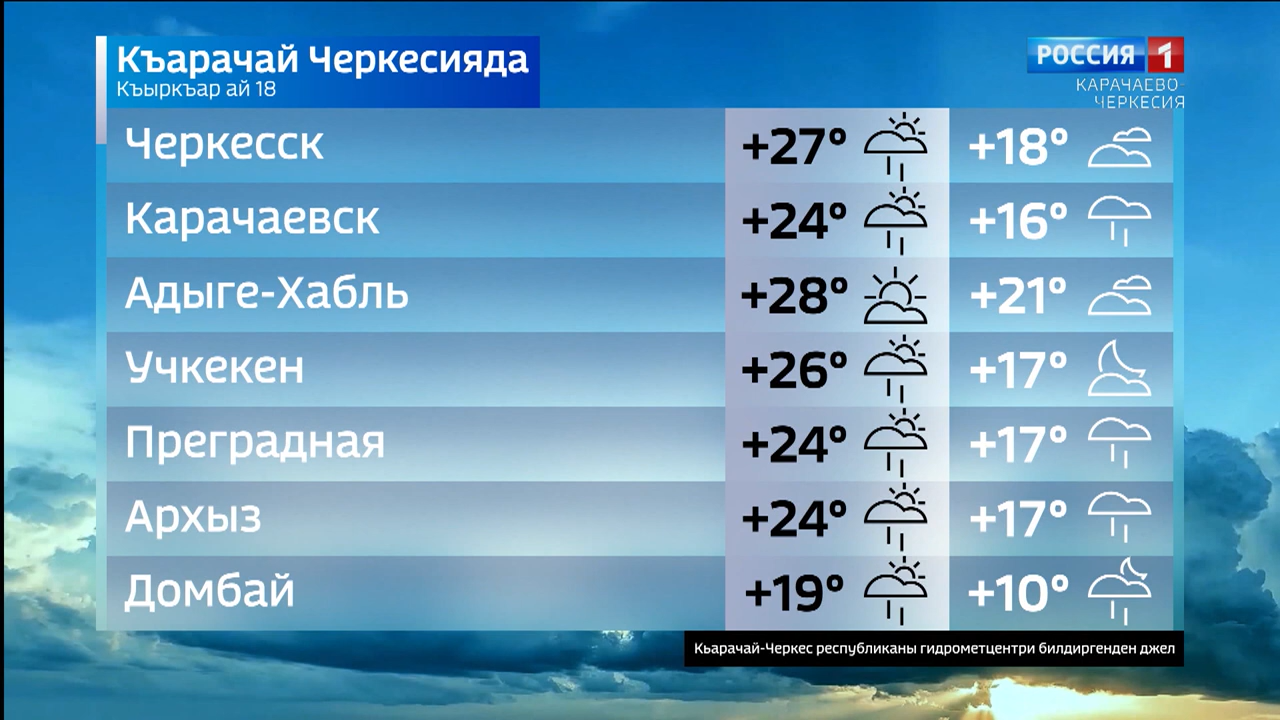 Къарачай Черкесияда
Къыркъар ай 18
РОССИЯ 1
КАРАЧАЕВО-
ЧЕРКЕСИЯ
Черкесск +27° +18°
Карачаевск +24° +16°
Адыге-Хабль +28° +21°
Учкекен +26° +17°
Преградная +24° +17°
Архыз +24° +17°
Домбай +19° +10°
Кьарачай-Черкес республиканы гидрометцентри билдиргенден джел